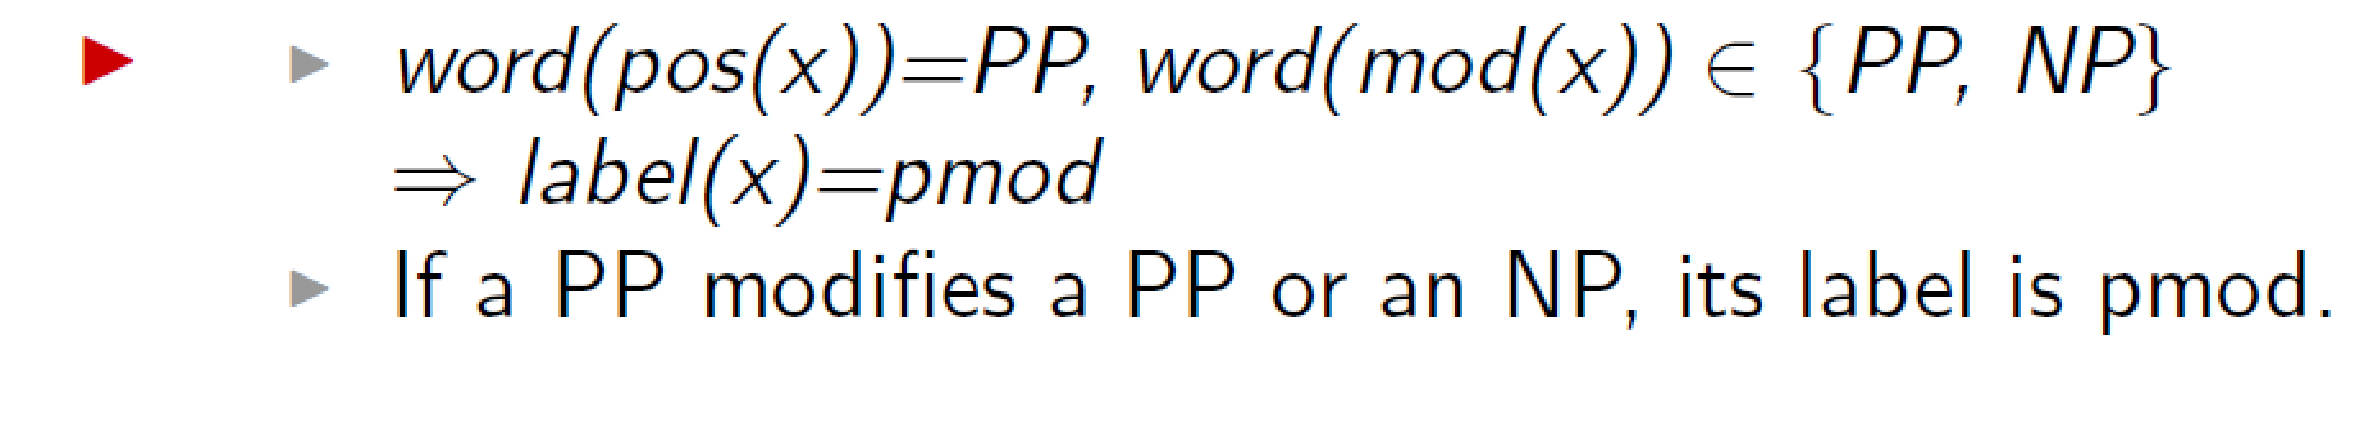 word(pos(x))=PP, word(mod(x)) ∈ {PP, NP}
⇒ label(x)=pmod
If a PP modifies a PP or an NP, its label is pmod.